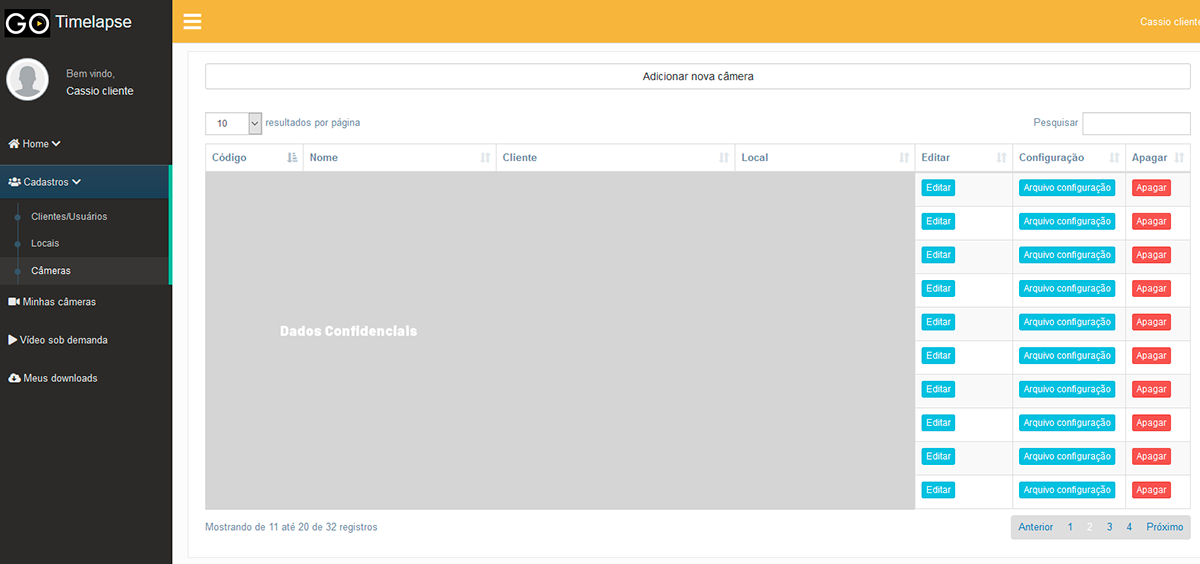 GO Timelapse
Cassio cliente
Bem vindo,
Cassio cliente
Home
Cadastros
Clientes/Usuários
Locais
Câmeras
Minhas câmeras
Vídeo sob demanda
Meus downloads
Adicionar nova câmera
10 resultados por página
Pesquisar
Código Nome Cliente Local Editar Configuração Apagar
Editar Arquivo configuração Apagar
Editar Arquivo configuração Apagar
Editar Arquivo configuração Apagar
Editar Arquivo configuração Apagar
Dados Confidenciais
Editar Arquivo configuração Apagar
Editar Arquivo configuração Apagar
Editar Arquivo configuração Apagar
Editar Arquivo configuração Apagar
Editar Arquivo configuração Apagar
Editar Arquivo configuração Apagar
Mostrando de 11 até 20 de 32 registros
Anterior 1 2 3 4 Próximo